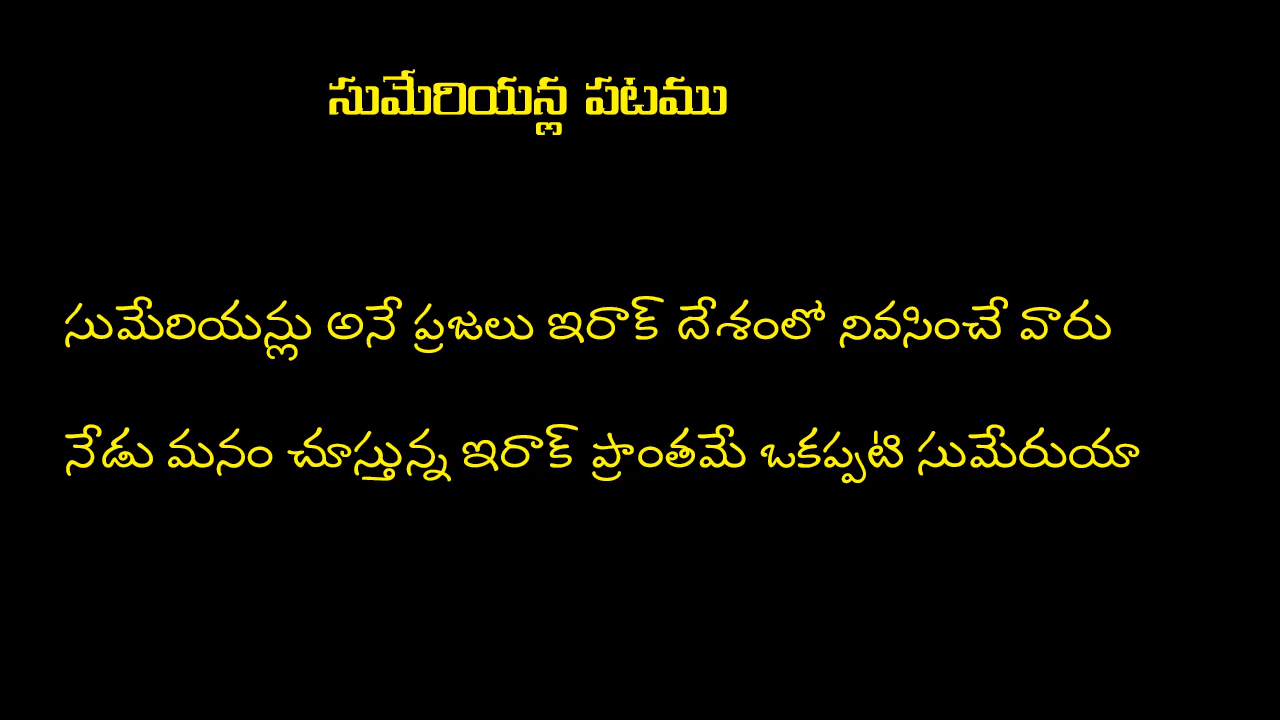 సుమేరియన్ల పటము
సుమేరియన్లు అనే ప్రజలు ఇరాక్ దేశంలో నివసించే వారు
నేడు మనం చూస్తున్న ఇరాక్ ప్రాంతమే ఒకప్పటి సుమేరుయా